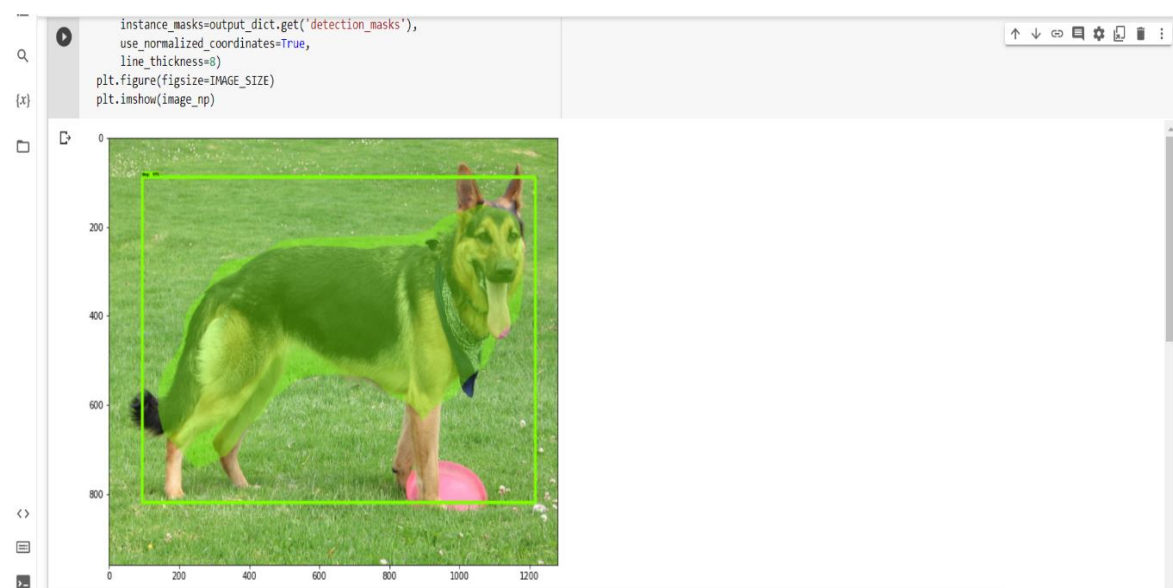 instance_masks=output_dict.get('detection_masks'),
use_normalized_coordinates=True,
line_thickness=8)
plt.figure(figsize=IMAGE_SIZE)
plt.imshow(image_np)
{x}
0
200
400
600
800
0
200
400
600
800
1000
1200